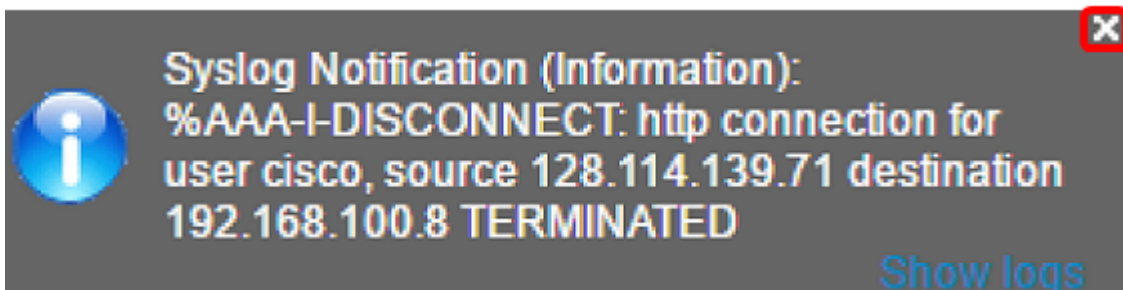 Syslog Notification (Information):
%AAA-I-DISCONNECT: http connection for
user cisco, source 128.114.139.71 destination
192.168.100.8 TERMINATED
Show logs